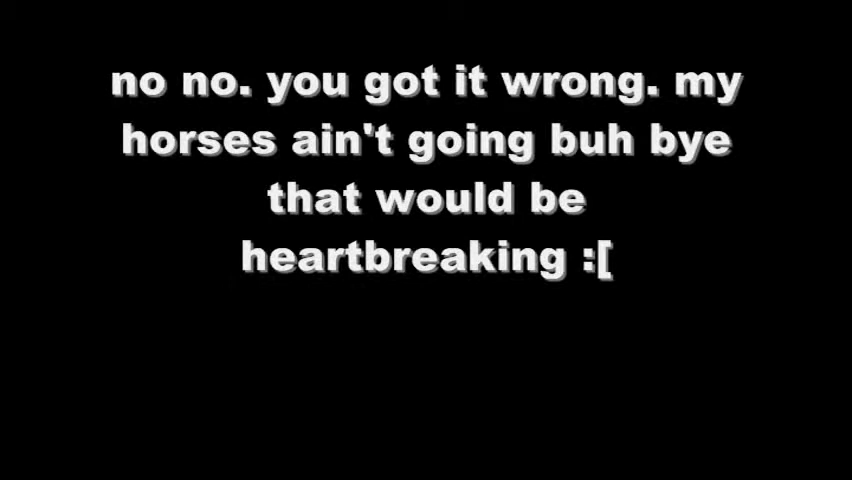 no no. you got it wrong. my
horses ain't going buh bye
that would be
heartbreaking :[